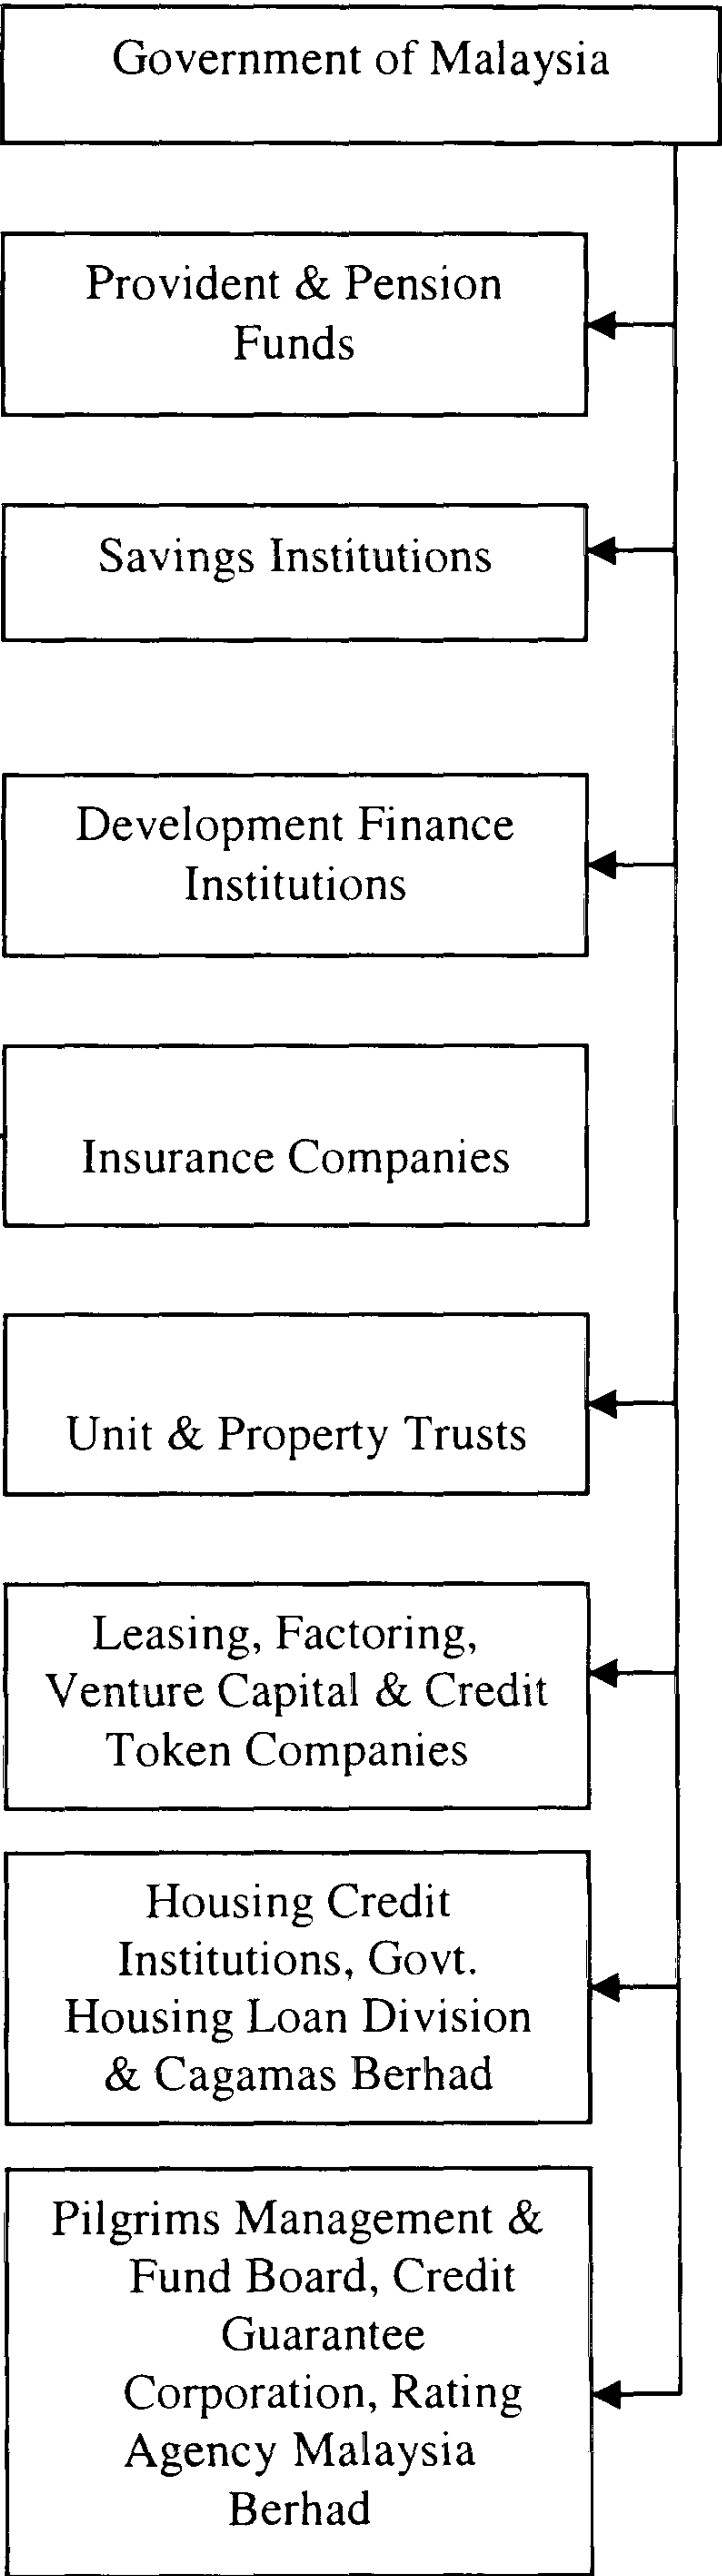 Government of Malaysia
Provident & Pension
Funds
Savings Institutions
Development Finance
Institutions
Insurance Companies
Unit & Property Trusts
Leasing, Factoring,
Venture Capital & Credit
Token Companies
Housing Credit
Institutions, Govt.
Housing Loan Division
& Cagamas Berhad
Pilgrims Management &
Fund Board, Credit
Guarantee
Corporation, Rating
Agency Malaysia
Berhad